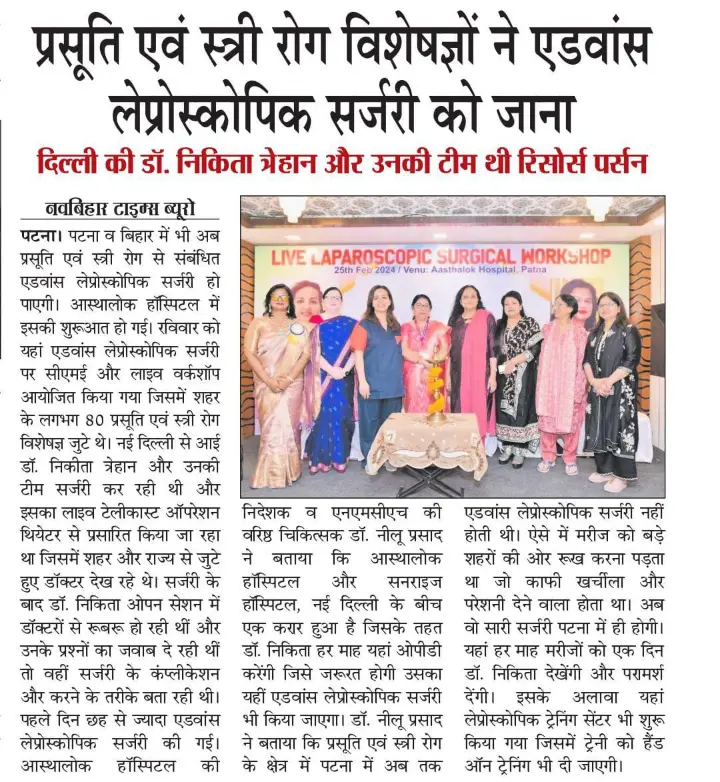 प्रसूति एवं स्त्री रोग विशेषज्ञों ने एडवांस
लेप्रोस्कोपिक सर्जरी को जाना
दिल्ली की डॉ. निकिता त्रेहान और उनकी टीम थी रिसोर्स पर्सन
नवबिहार टाइम्स ब्यूरो
पटना। पटना व बिहार में भी अब
प्रसूति एवं स्त्री रोग से संबंधित
एडवांस लेप्रोस्कोपिक सर्जरी हो
पाएगी। आस्थालोक हॉस्पिटल में
इसकी शुरूआत हो गई। रविवार को
यहां एडवांस लेप्रोस्कोपिक सर्जरी
पर सीएमई और लाइव वर्कशॉप
आयोजित किया गया जिसमें शहर
के लगभग 80 प्रसूति एवं स्त्री रोग
विशेषज्ञ जुटे थे। नई दिल्ली से आई
डॉ. निकीता त्रेहान और उनकी
टीम सर्जरी कर रही थी और
इसका लाइव टेलीकास्ट ऑपरेशन
थियेटर से प्रसारित किया जा रहा
था जिसमें शहर और राज्य से जुटे
हुए डॉक्टर देख रहे थे। सर्जरी के
बाद डॉ. निकिता ओपन सेशन में
डॉक्टरों से रूबरू हो रही थीं और
उनके प्रश्नों का जवाब दे रही थीं
तो वहीं सर्जरी के कंप्लीकेशन
और करने के तरीके बता रही थी।
पहले दिन छह से ज्यादा एडवांस
लेप्रोस्कोपिक सर्जरी की गई।
आस्थालोक हॉस्पिटल की
LIVE LAPAROSCOPIC SURGICAL WORKSHOP
25th Feb 2024 / Venu: Aasthalok Hospital, Patna
निदेशक व एनएमसीएच की
वरिष्ठ चिकित्सक डॉ. नीलू प्रसाद
ने बताया कि आस्थालोक
हॉस्पिटल और सनराइज
हॉस्पिटल, नई दिल्ली के बीच
एक करार हुआ है जिसके तहत
डॉ. निकिता हर माह यहां ओपीडी
करेंगी जिसे जरूरत होगी उसका
यहीं एडवांस लेप्रोस्कोपिक सर्जरी
भी किया जाएगा। डॉ. नीलू प्रसाद
ने बताया कि प्रसूति एवं स्त्री रोग
के क्षेत्र में पटना में अब तक
एडवांस लेप्रोस्कोपिक सर्जरी नहीं
होती थी। ऐसे में मरीज को बड़े
शहरों की ओर रूख करना पड़ता
था जो काफी खर्चीला और
परेशनी देने वाला होता था। अब
वो सारी सर्जरी पटना में ही होगी।
यहां हर माह मरीजों को एक दिन
डॉ. निकिता देखेंगी और परामर्श
देंगी। इसके अलावा यहां
लेप्रोस्कोपिक ट्रेनिंग सेंटर भी शुरू
किया गया जिसमें ट्रेनी को हैंड
ऑन ट्रेनिंग भी दी जाएगी।